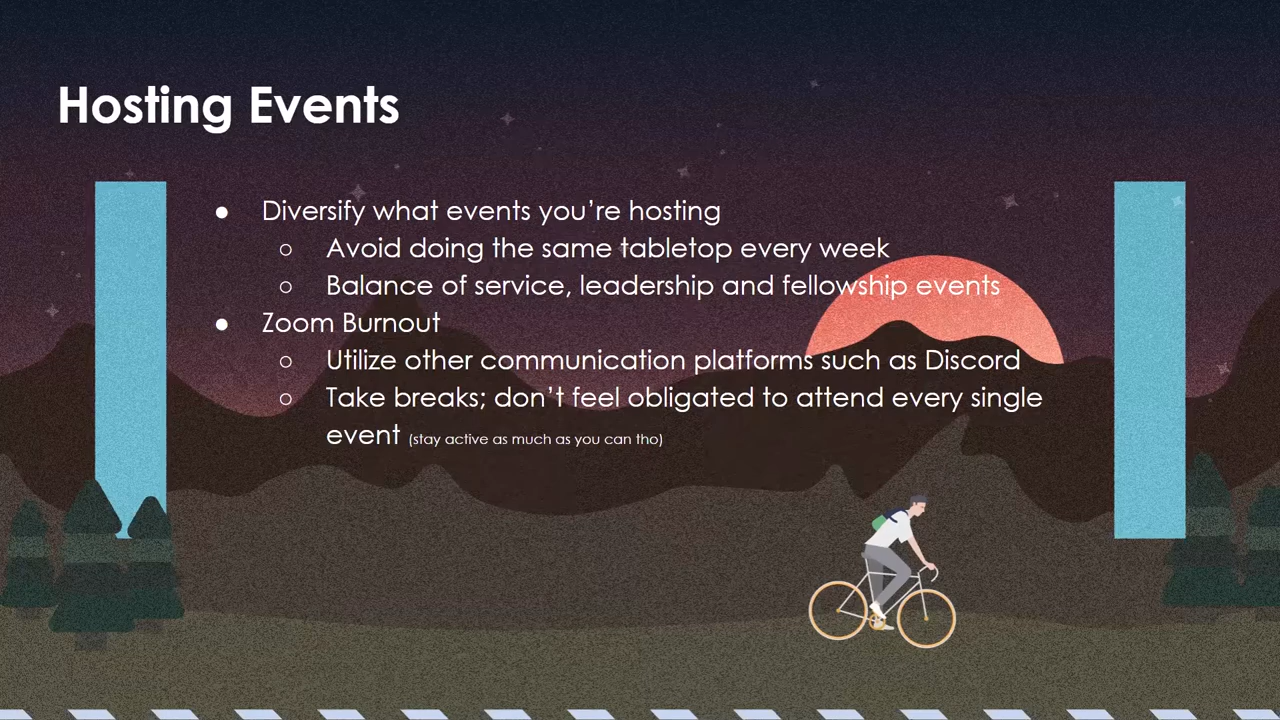 Hosting Events
● Diversify what events you’re hosting
○ Avoid doing the same tabletop every week
○ Balance of service, leadership and fellowship events
● Zoom Burnout
○ Utilize other communication platforms such as Discord
○ Take breaks; don’t feel obligated to attend every single
event (stay active as much as you can tho)